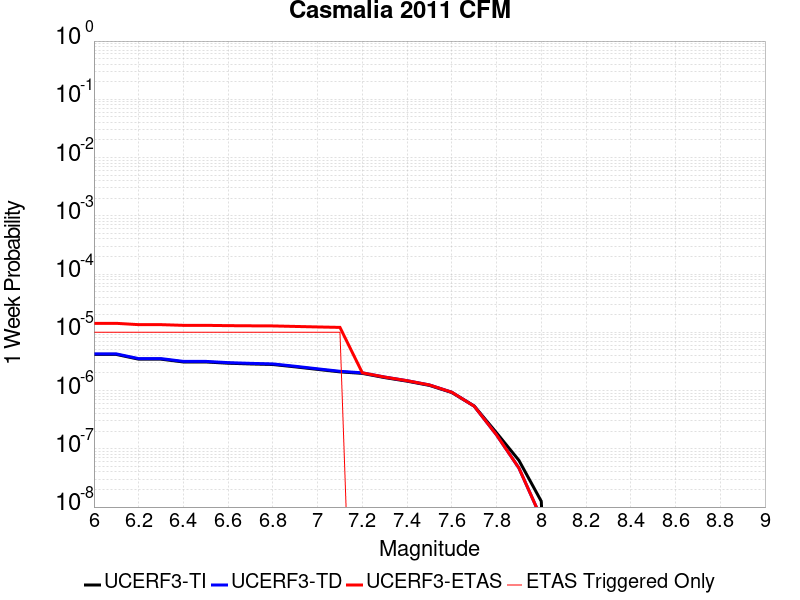 Casmalia 2011 CFM
10^0
10^-1
10^-2
10^-3
10^-4
10^-5
10^-6
10^-7
10^-8
1 Week Probability
6 6.2 6.4 6.6 6.8 7 7.2 7.4 7.6 7.8 8 8.2 8.4 8.6 8.8 9
Magnitude
UCERF3-TI UCERF3-TD UCERF3-ETAS ETAS Triggered Only